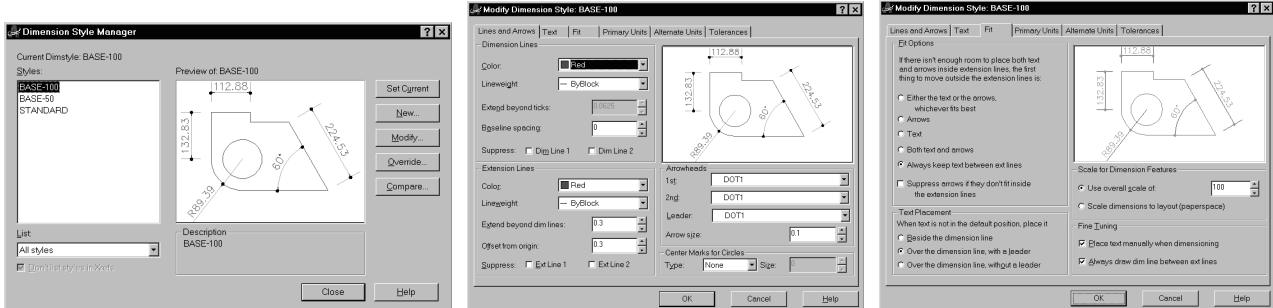 Dimension Style Manager
Current Dimstyle: BASE-100
Styles:
BASE-100
BASE-50
STANDARD
Preview of: BASE-100
112.88
132.83
224.53
60°
R89.39
Set Current
New...
Modify...
Override...
Compare...
List:
All styles
Don't list styles in Xrefs
Description
BASE-100
Close
Help
Modify Dimension Style: BASE-100
Lines and Arrows
Text
Fit
Primary Units
Alternate Units
Tolerances
Dimension Lines
Color:
Red
Lineweight
ByBlock
Extend beyond ticks:
0.0625
Baseline spacing:
0
Suppress:
Dim Line 1
Dim Line 2
Extension Lines
Color:
Red
Lineweight
ByBlock
Extend beyond dim lines:
0.3
Offset from origin:
0.3
Suppress:
Ext Line 1
Ext Line 2
112.88
132.83
224.53
60°
R89.39
Arrowheads
1st:
DOT1
2nd:
DOT1
Leader:
DOT1
Arrow size:
0.1
Center Marks for Circles
Type:
None
Size:
0
OK
Cancel
Help
Modify Dimension Style: BASE-100
Lines and Arrows
Text
Fit
Primary Units
Alternate Units
Tolerances
Fit Options
If there isn't enough room to place both text
and arrows inside extension lines, the first
thing to move outside the extension lines is:
Either the text or the arrows,
whichever fits best
Arrows
Text
Both text and arrows
Always keep text between ext lines
Suppress arrows if they don't fit inside
the extension lines
Text Placement
When text is not in the default position, place it
Beside the dimension line
Over the dimension line, with a leader
Over the dimension line, without a leader
112.88
132.83
224.53
60°
R89.39
Scale for Dimension Features
Use overall scale of:
100
Scale dimensions to layout (paperspace)
Fine Tuning
Place text manually when dimensioning
Always draw dim line between ext lines
OK
Cancel
Help